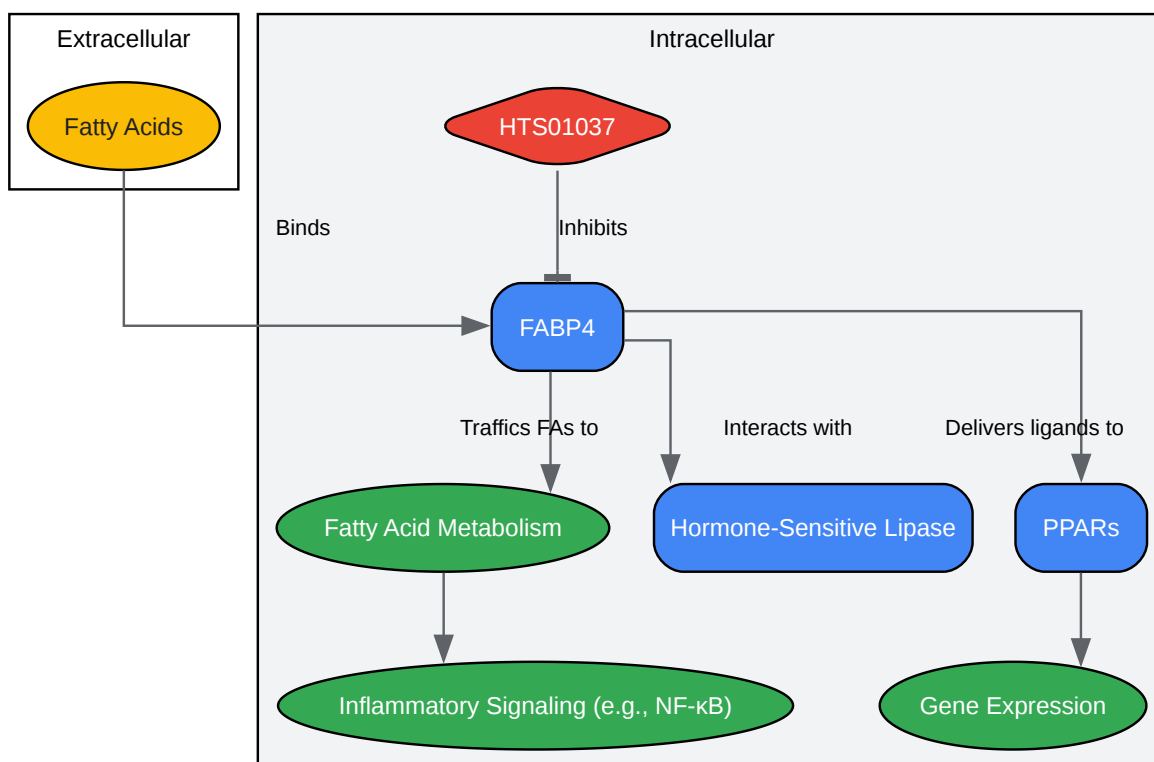 Extracellular
Intracellular
Fatty Acids
HTS01037
Binds
Inhibits
FABP4
Traffics FAs to
Interacts with
Delivers ligands to
Fatty Acid Metabolism
Hormone-Sensitive Lipase
PPARs
Inflammatory Signaling (e.g., NF-κB)
Gene Expression